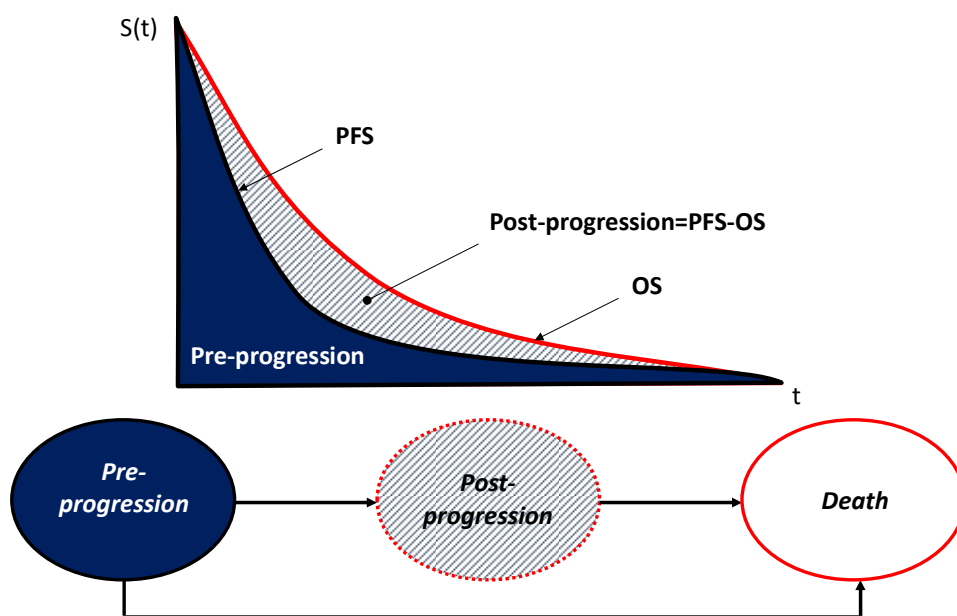 S(t)
PFS
Post-progression=PFS-OS
OS
Pre-progression
t
Pre-
progression
Post-
progression
Death